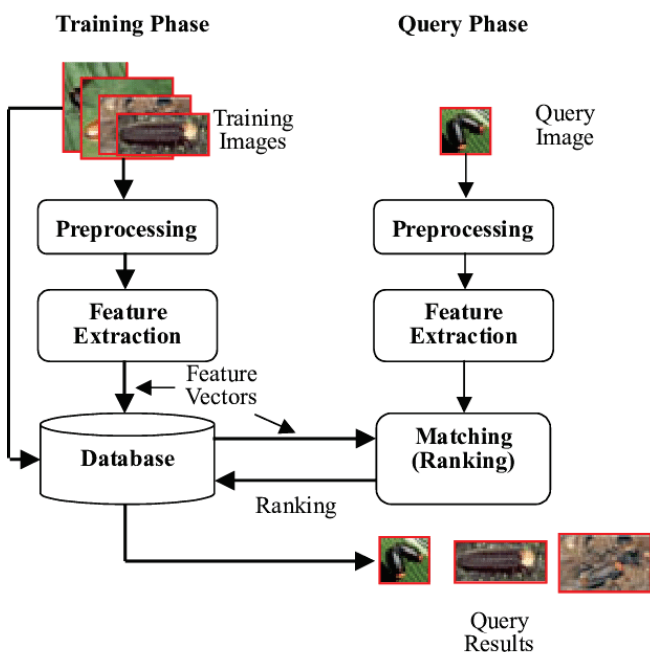 Training Phase
Query Phase
Training
Images
Query
Image
Preprocessing
Preprocessing
Feature
Extraction
Feature
Extraction
Feature
Vectors
Database
Matching
(Ranking)
Ranking
Query
Results